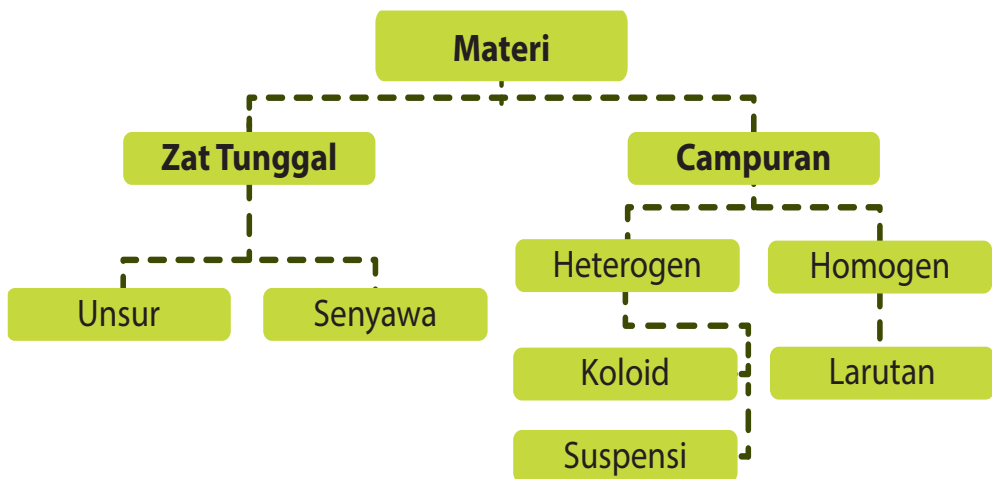 Materi
Zat Tunggal
Campuran
Heterogen
Homogen
Unsur
Senyawa
Koloid
Larutan
Suspensi